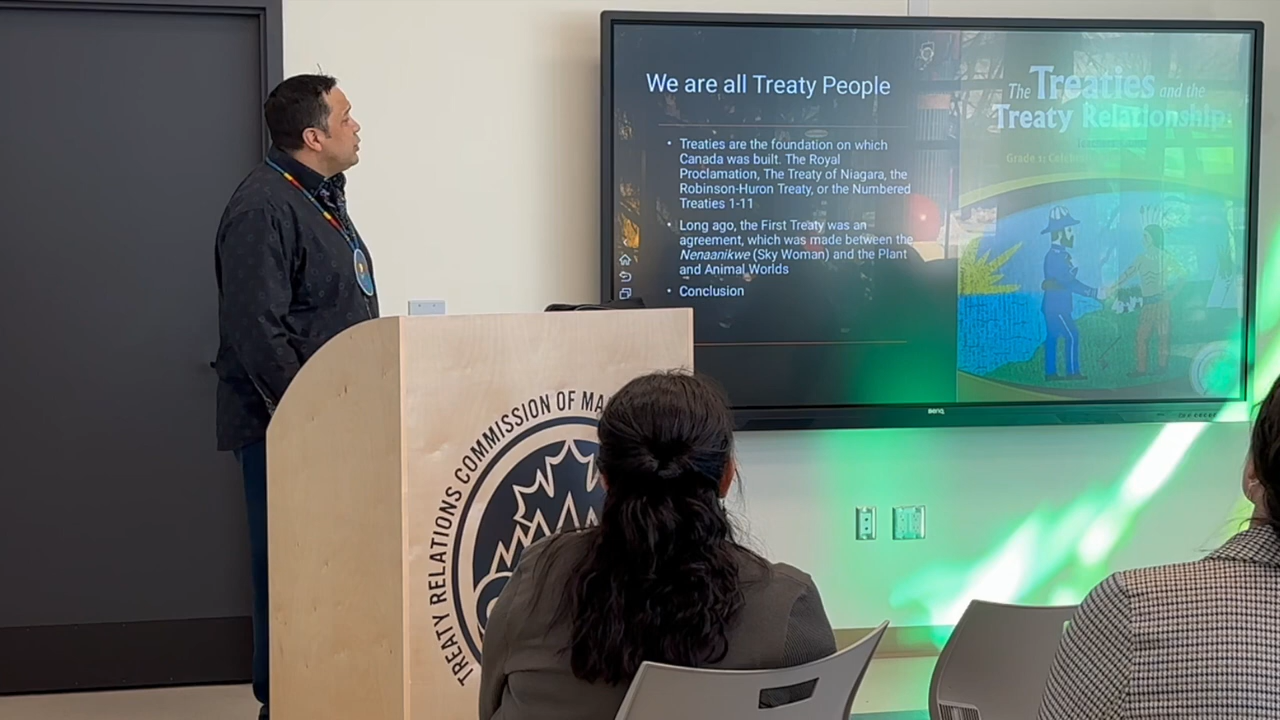 We are all Treaty People
• Treaties are the foundation on which
Canada was built. The Royal
Proclamation, The Treaty of Niagara, the
Robinson-Huron Treaty, or the Numbered
Treaties 1-11
• Long ago, the First Treaty was an
agreement, which was made between the
Nenaanikwe (Sky Woman) and the Plant
and Animal Worlds
• Conclusion
The Treaties and the
Treaty Relationship
Grade 1:
BenQ
TREATY RELATIONS COMMISSION OF